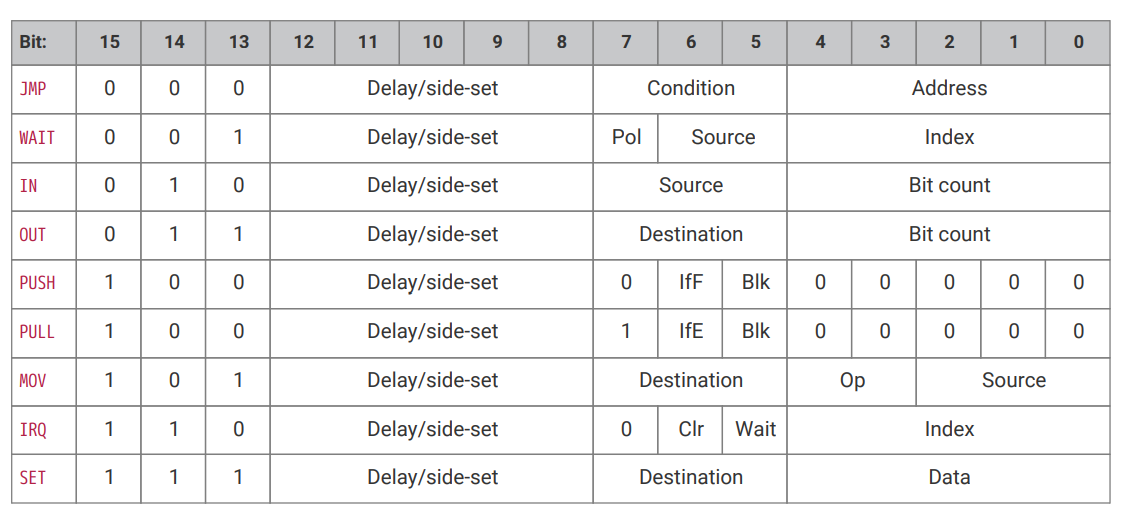 Bit: 15 14 13 12 11 10 9 8 7 6 5 4 3 2 1 0
JMP 0 0 0 Delay/side-set Condition Address
WAIT 0 0 1 Delay/side-set Pol Source Index
IN 0 1 0 Delay/side-set Source Bit count
OUT 0 1 1 Delay/side-set Destination Bit count
PUSH 1 0 0 Delay/side-set 0 IfF Blk 0 0 0 0 0
PULL 1 0 0 Delay/side-set 1 IfE Blk 0 0 0 0 0
MOV 1 0 1 Delay/side-set Destination Op Source
IRQ 1 1 0 Delay/side-set 0 Clr Wait Index
SET 1 1 1 Delay/side-set Destination Data